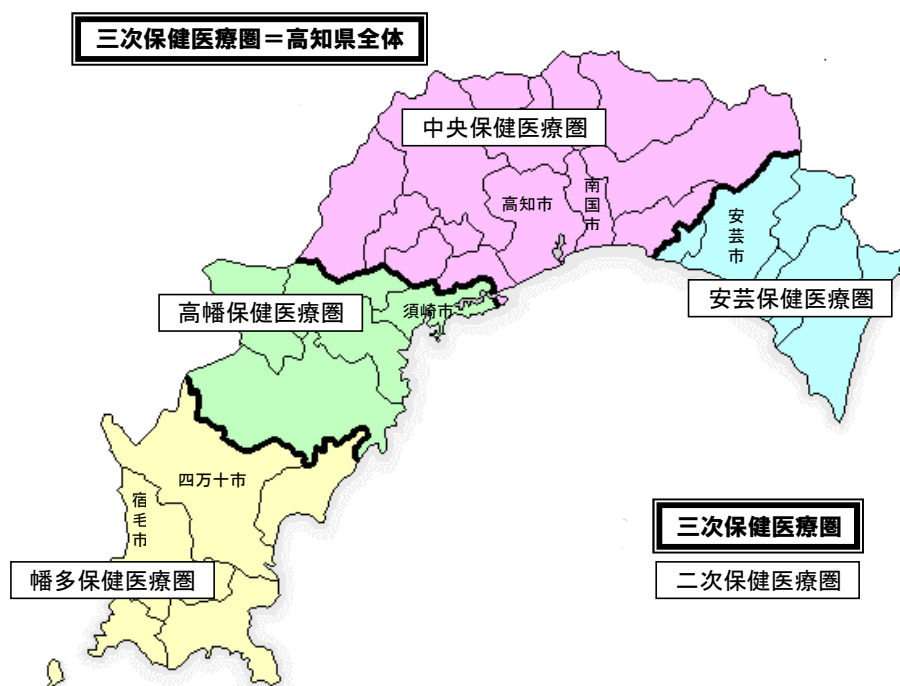 三次保健医療圏＝高知県全体
中央保健医療圏
高知市
南国市
安芸市
安芸保健医療圏
高幡保健医療圏
須崎市
四万十市
宿毛市
幡多保健医療圏
三次保健医療圏
二次保健医療圏